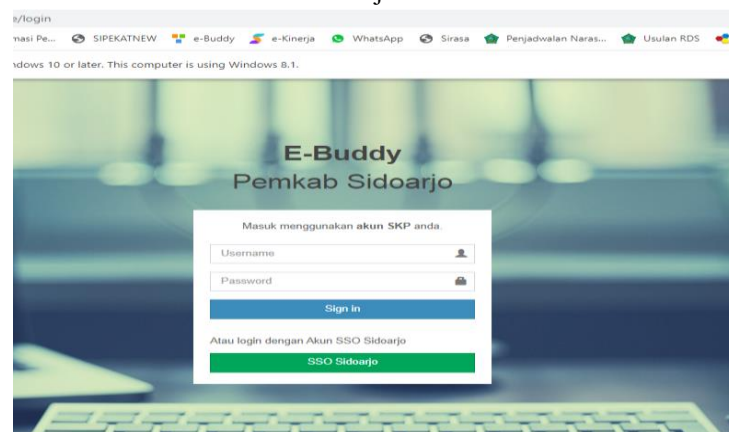 e/login
masi Pe... SIPEKATNEW e-Buddy e-Kinerja WhatsApp Sirasa Penjadwalan Naras... Usulan RDS
ndows 10 or later. This computer is using Windows 8.1.
E-Buddy
Pemkab Sidoarjo
Masuk menggunakan akun SKP anda.
Username
Password
Sign in
Atau login dengan Akun SSO Sidoarjo
SSO Sidoarjo